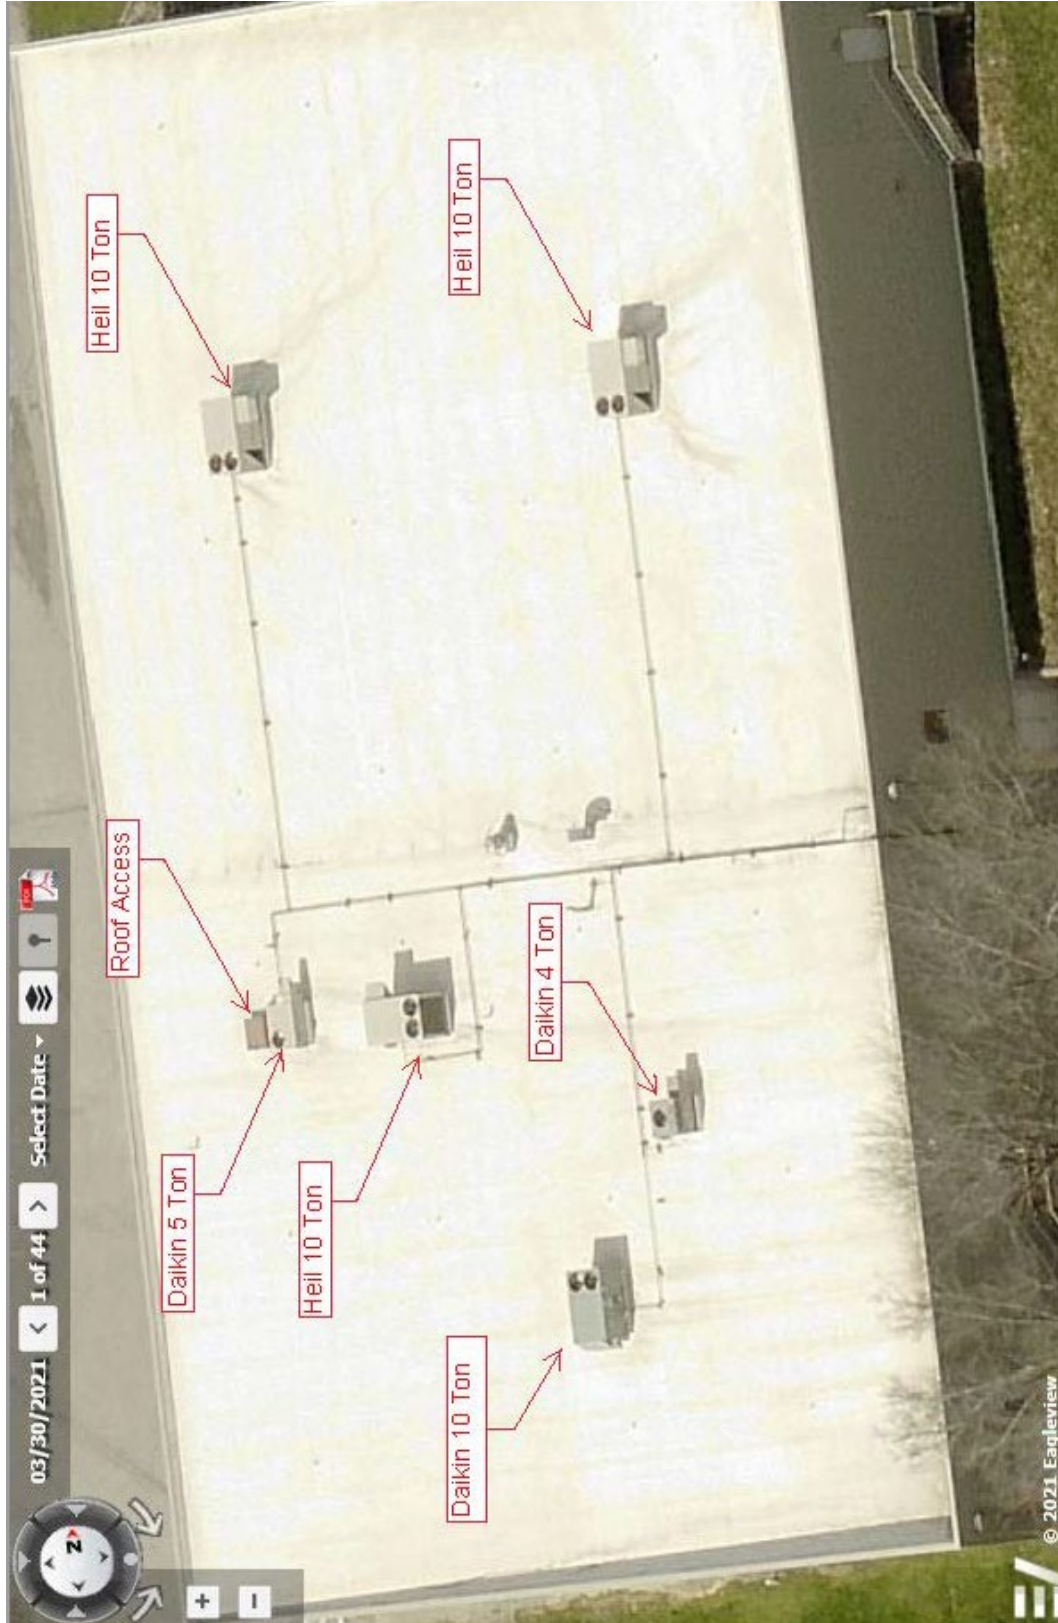 03/30/2021 < 1 of 44 > Select Date
PDF
N
+
−
Roof Access
Heil 10 Ton
Daikin 5 Ton
Heil 10 Ton
Heil 10 Ton
Daikin 4 Ton
Daikin 10 Ton
© 2021 Eagleview